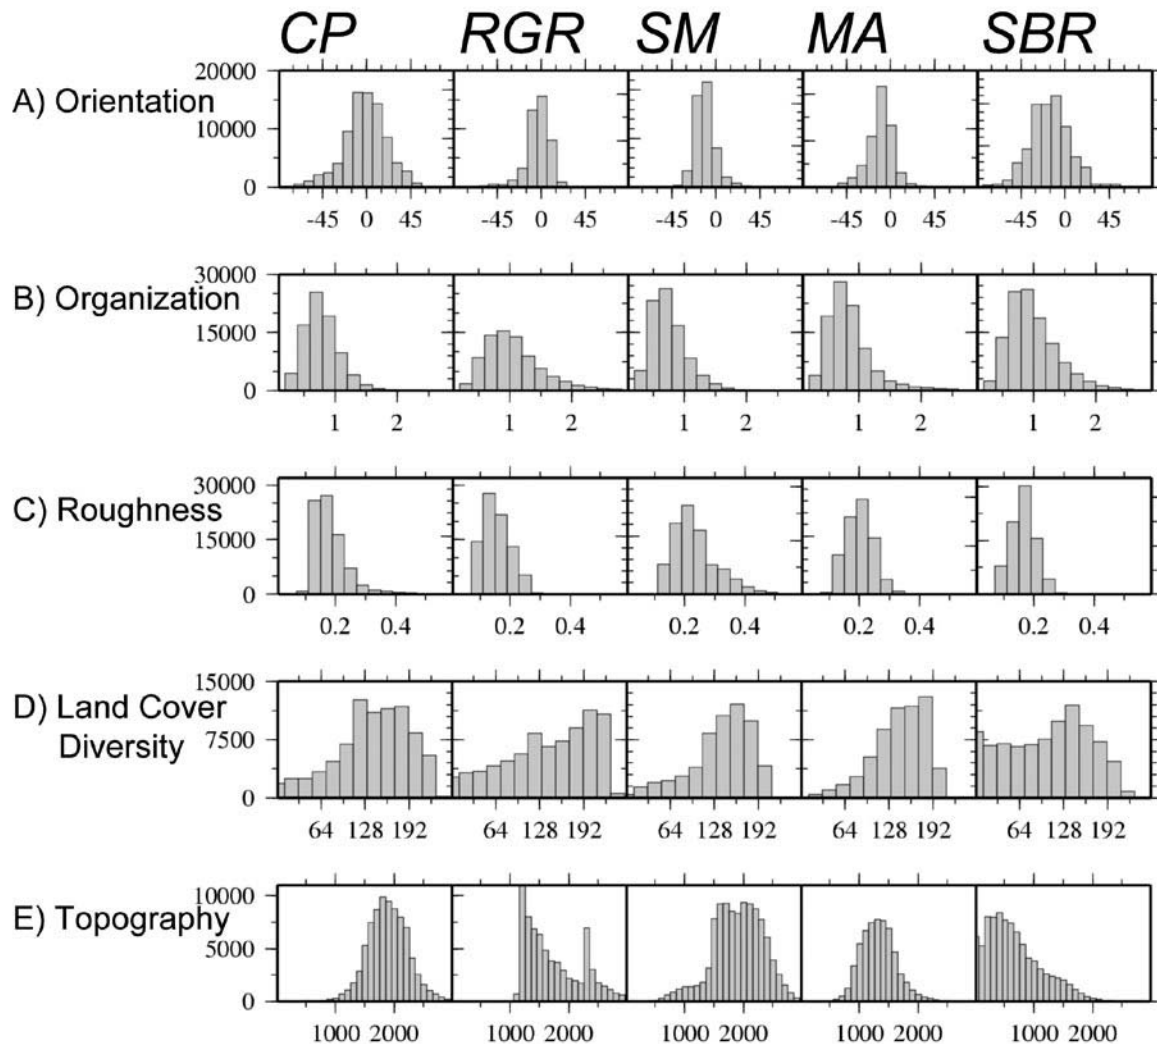 CP RGR SM MA SBR
A) Orientation
20000
10000
0
-45 0 45 -45 0 45 -45 0 45 -45 0 45 -45 0 45
B) Organization
30000
15000
0
1 2 1 2 1 2 1 2 1 2
C) Roughness
30000
15000
0
0.2 0.4 0.2 0.4 0.2 0.4 0.2 0.4 0.2 0.4
D) Land Cover
Diversity
15000
7500
0
64 128 192 64 128 192 64 128 192 64 128 192 64 128 192
E) Topography
10000
5000
0
1000 2000 1000 2000 1000 2000 1000 2000 1000 2000